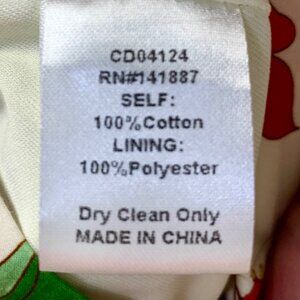 CD04124
RN#141887
SELF:
100%Cotton
LINING:
100%Polyester
Dry Clean Only
MADE IN CHINA